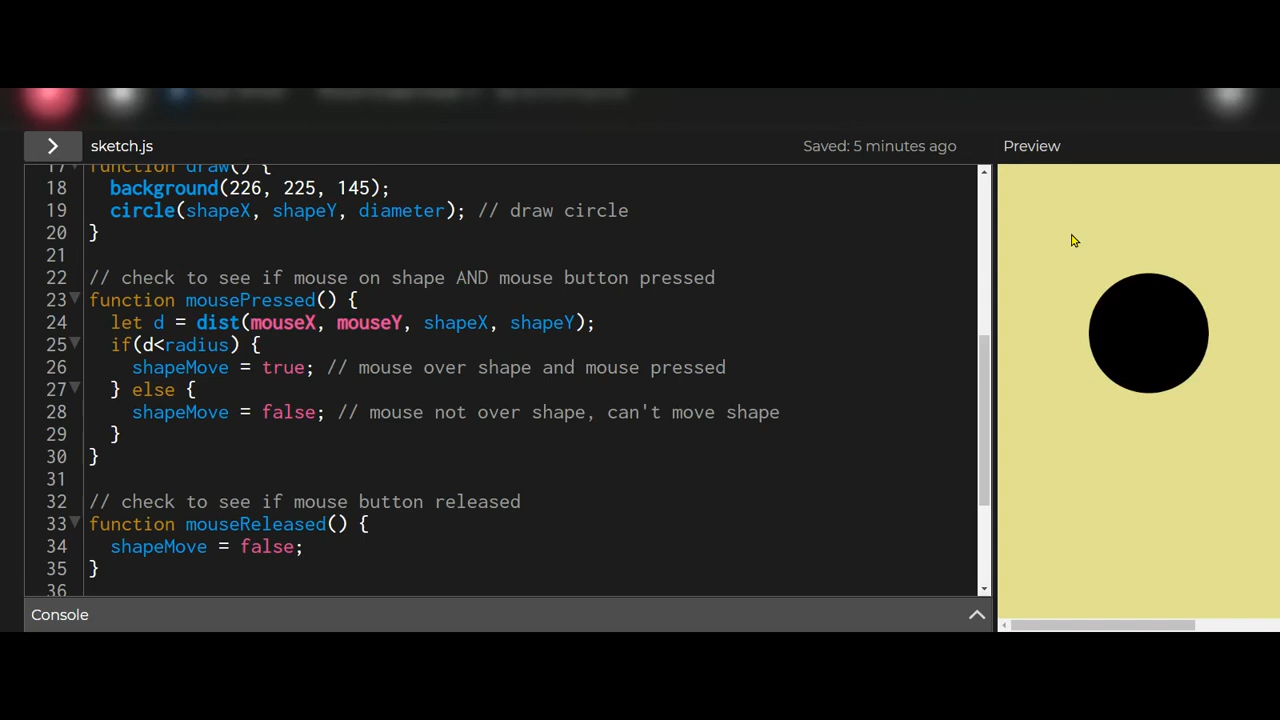 sketch.js
Saved: 5 minutes ago
Preview
17 function draw() {
18 background(226, 225, 145);
19 circle(shapeX, shapeY, diameter); // draw circle
20 }
21
22 // check to see if mouse on shape AND mouse button pressed
23 function mousePressed() {
24 let d = dist(mouseX, mouseY, shapeX, shapeY);
25 if(d<radius) {
26 shapeMove = true; // mouse over shape and mouse pressed
27 } else {
28 shapeMove = false; // mouse not over shape, can't move shape
29 }
30 }
31
32 // check to see if mouse button released
33 function mouseReleased() {
34 shapeMove = false;
35 }
36
Console